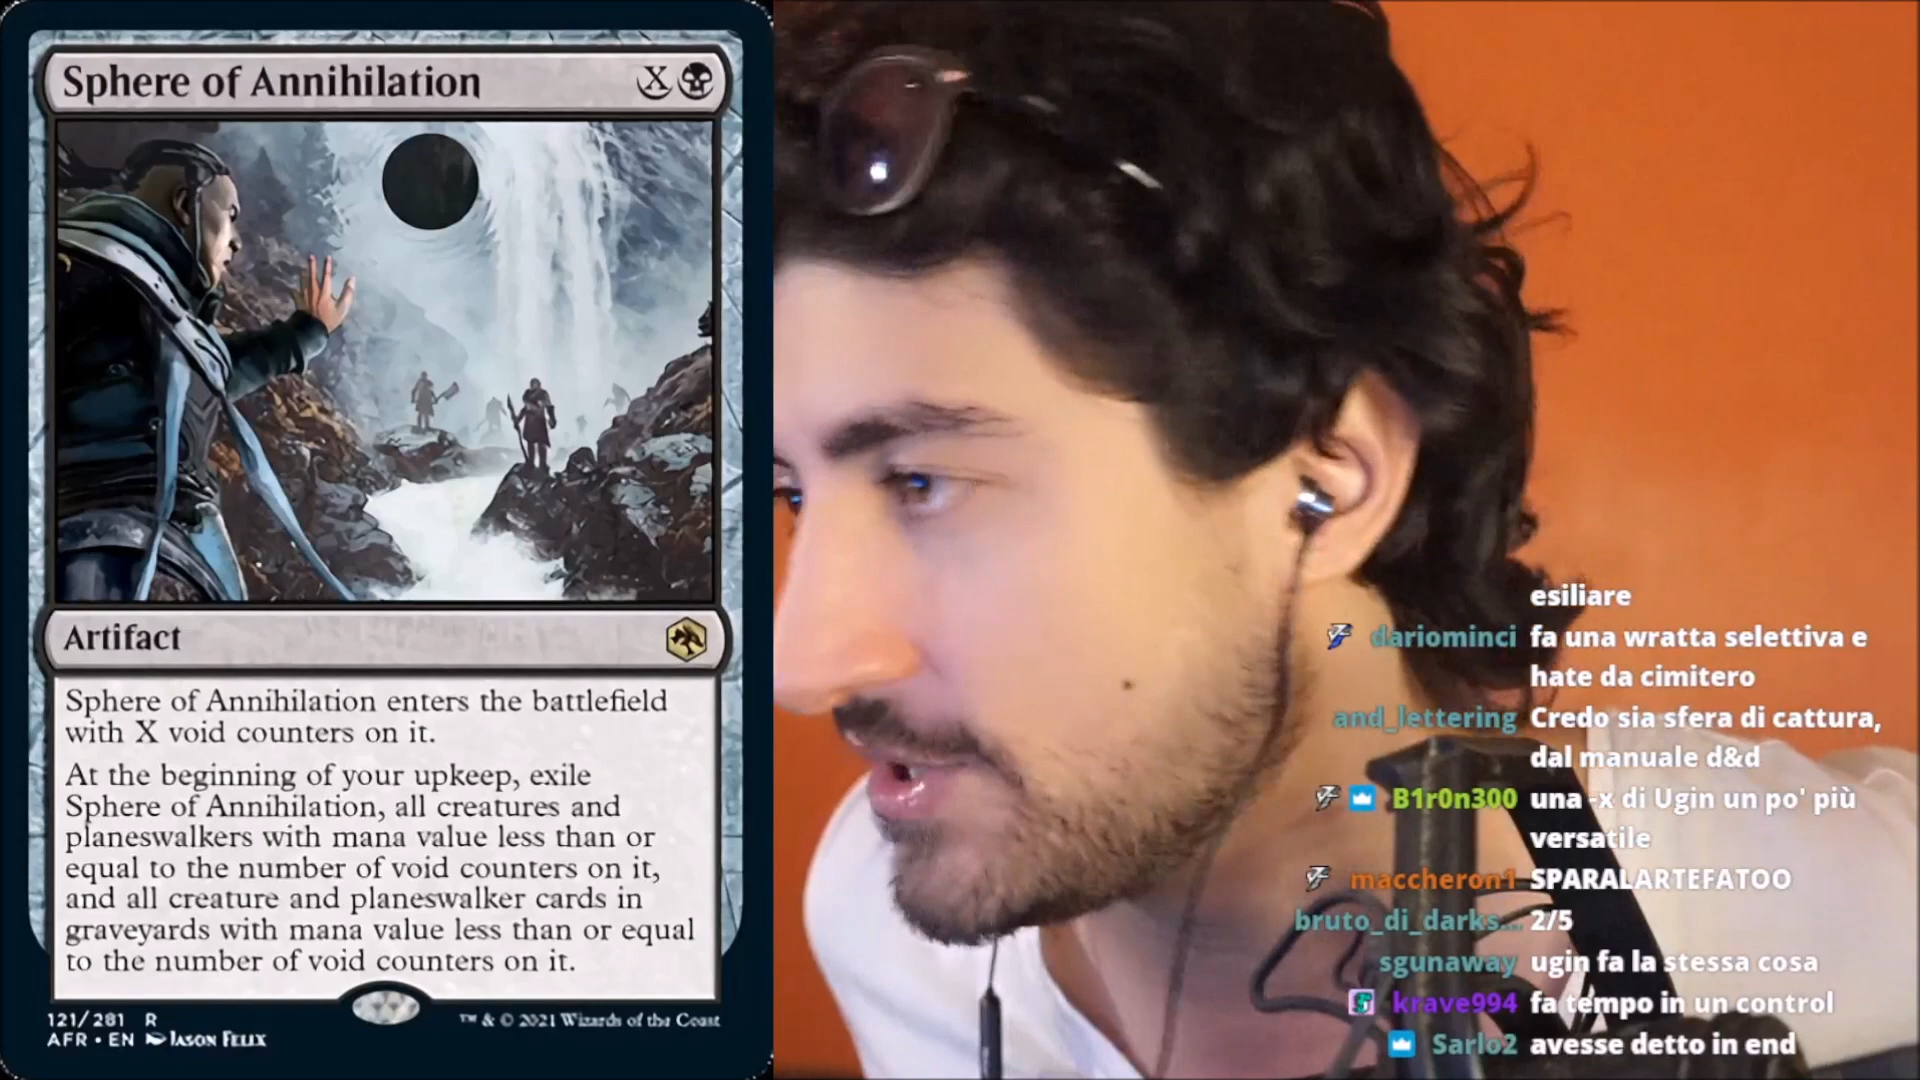 Sphere of Annihilation X
Artifact
Sphere of Annihilation enters the battlefield
with X void counters on it.
At the beginning of your upkeep, exile
Sphere of Annihilation, all creatures and
planeswalkers with mana value less than or
equal to the number of void counters on it,
and all creature and planeswalker cards in
graveyards with mana value less than or equal
to the number of void counters on it.
121/281 R
AFR • EN JASON FELIX
™ & © 2021 Wizards of the Coast
esiliare
dariominci fa una wratta selettiva e
hate da cimitero
and_lettering Credo sia sfera di cattura,
dal manuale d&d
B1r0n300 una -x di Ugin un po' più
versatile
maccheron1 SPARALARTEFATOO
bruto_di_darks... 2/5
sgunaway ugin fa la stessa cosa
krave994 fa tempo in un control
Sarlo2 avesse detto in end